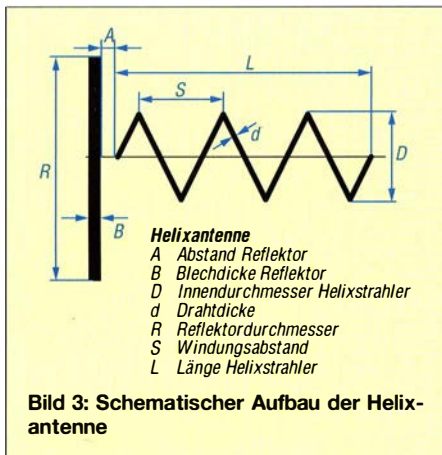 A
L
S
d
D
R
B
Helixantenne
A Abstand Reflektor
B Blechdicke Reflektor
D Innendurchmesser Helixstrahler
d Drahtdicke
R Reflektordurchmesser
S Windungsabstand
L Länge Helixstrahler
Bild 3: Schematischer Aufbau der Helix-
antenne